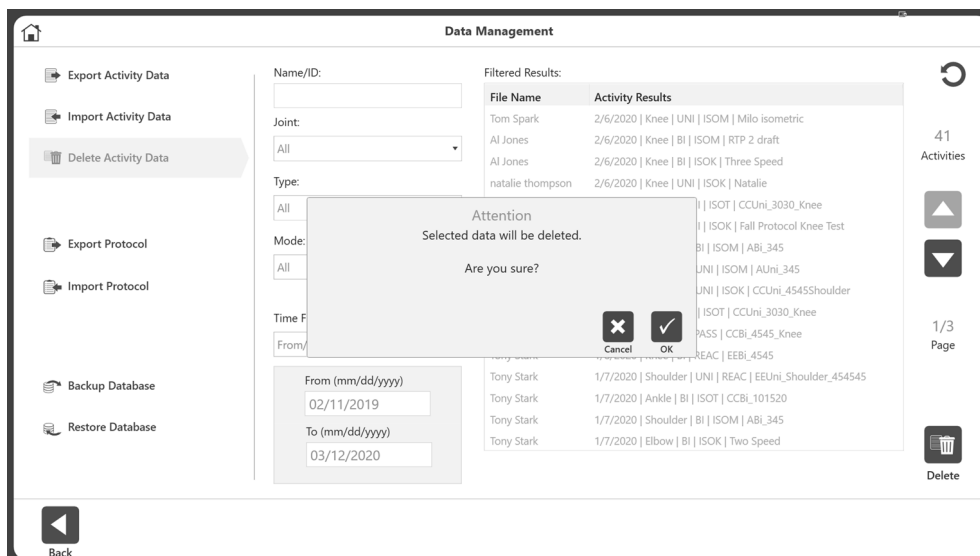 Data Management
Export Activity Data
Import Activity Data
Delete Activity Data
Export Protocol
Import Protocol
Backup Database
Restore Database
Name/ID:
Joint:
All
Type:
All
Mode:
All
Time F
From/
From (mm/dd/yyyy)
02/11/2019
To (mm/dd/yyyy)
03/12/2020
Filtered Results:
File Name Activity Results
Tom Spark 2/6/2020 | Knee | UNI | ISOM | Milo isometric
Al Jones 2/6/2020 | Knee | BI | ISOM | RTP 2 draft
Al Jones 2/6/2020 | Knee | BI | ISOK | Three Speed
natalie thompson 2/6/2020 | Knee | UNI | ISOK | Natalie
I | ISOT | CCUni_3030_Knee
I | ISOK | Fall Protocol Knee Test
BI | ISOM | ABi_345
UNI | ISOM | AUni_345
UNI | ISOK | CCUni_4545Shoulder
| ISOT | CCUni_3030_Knee
PASS | CCBi_4545_Knee
REAC | EEBi_4545
Tony Stark 1/7/2020 | Shoulder | UNI | REAC | EEUni_Shoulder_454545
Tony Stark 1/7/2020 | Ankle | BI | ISOT | CCBi_101520
Tony Stark 1/7/2020 | Shoulder | BI | ISOM | ABi_345
Tony Stark 1/7/2020 | Elbow | BI | ISOK | Two Speed
Attention
Selected data will be deleted.
Are you sure?
Cancel OK
41
Activities
1/3
Page
Delete
Back